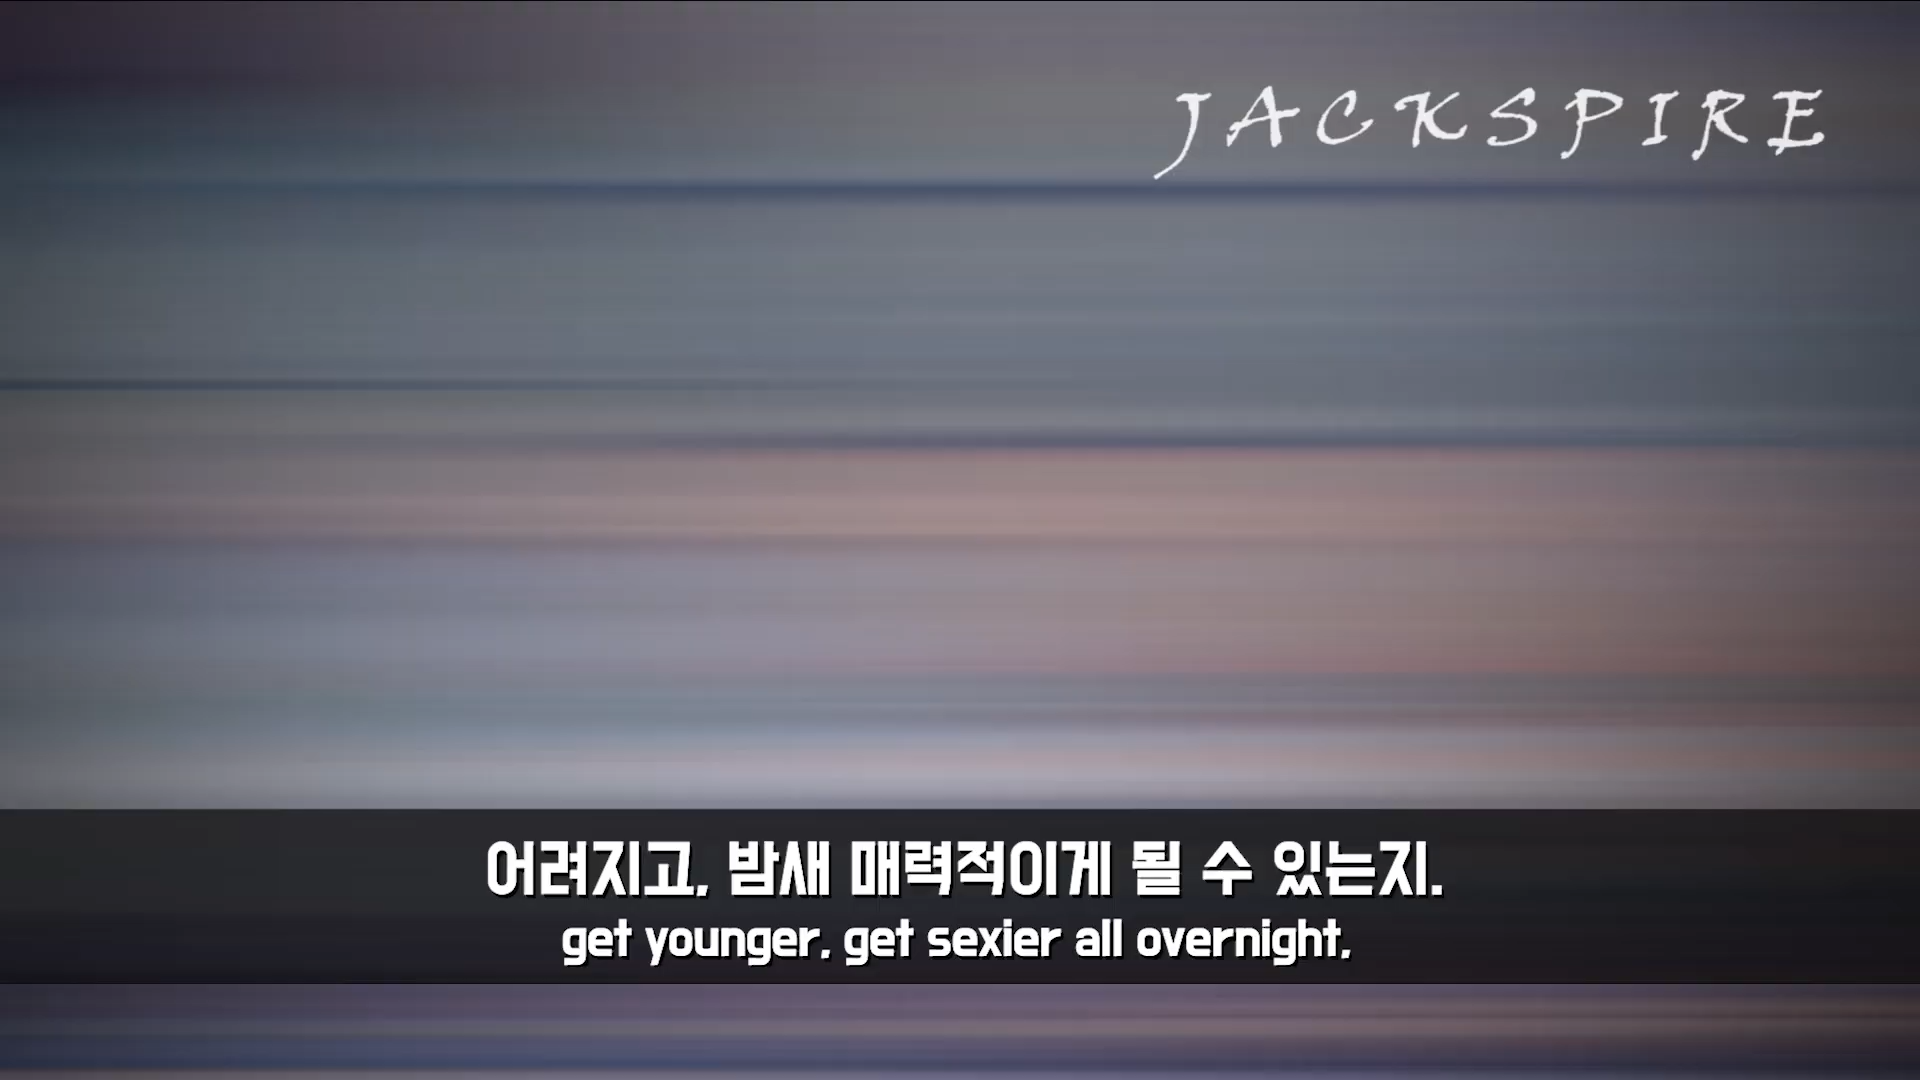 JACKSPIRE
어려지고, 밤새 매력적이게 될 수 있는지.
get younger, get sexier all overnight,